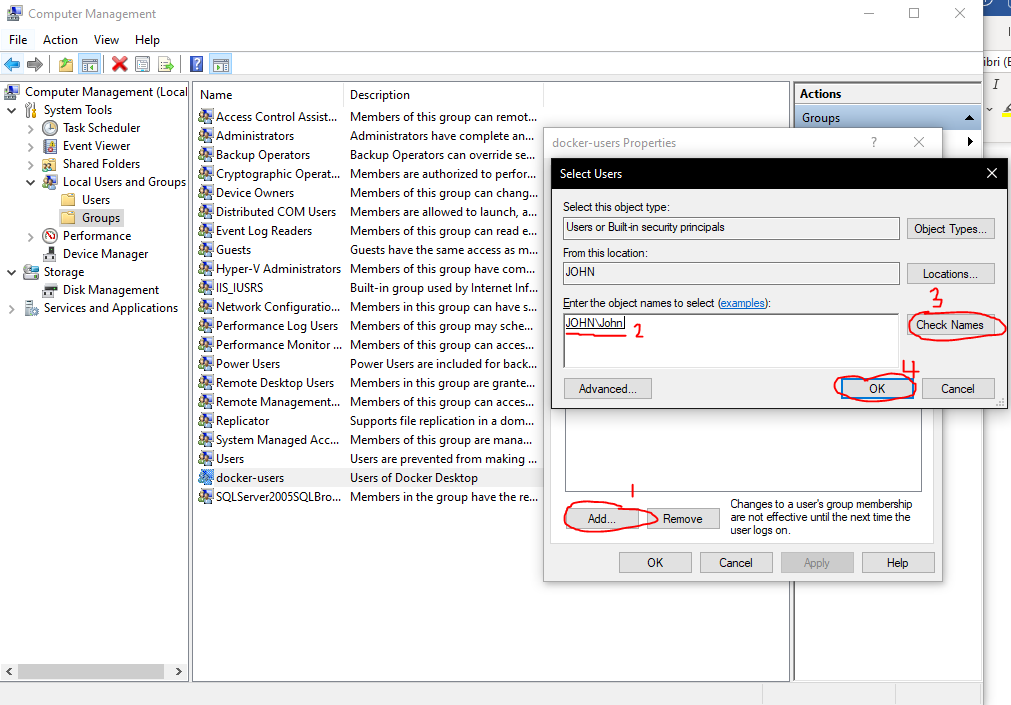 Computer Management
File Action View Help
Computer Management (Local
System Tools
Task Scheduler
Event Viewer
Shared Folders
Local Users and Groups
Users
Groups
Performance
Device Manager
Storage
Disk Management
Services and Applications
Name Description
Access Control Assist... Members of this group can remot...
Administrators Administrators have complete an...
Backup Operators Backup Operators can override se...
Cryptographic Operat... Members are authorized to perfor...
Device Owners Members of this group can chang...
Distributed COM Users Members are allowed to launch, a...
Event Log Readers Members of this group can read e...
Guests Guests have the same access as m...
Hyper-V Administrators Members of this group have com...
IIS_IUSRS Built-in group used by Internet Inf...
Network Configuratio... Members in this group can have s...
Performance Log Users Members of this group may sche...
Performance Monitor ... Members of this group can acces...
Power Users Power Users are included for back...
Remote Desktop Users Members in this group are grante...
Remote Management... Members of this group can acces...
Replicator Supports file replication in a dom...
System Managed Acc... Members of this group are mana...
Users Users are prevented from making ...
docker-users Users of Docker Desktop
SQLServer2005SQLBro... Members in the group have the re...
Actions
Groups
docker-users Properties ?
Select Users
Select this object type:
Users or Built-in security principals Object Types...
From this location:
JOHN Locations...
3
Enter the object names to select (examples):
JOHN\John 2 Check Names
4
Advanced... OK Cancel
1
Add... Remove
Changes to a user's group membership
are not effective until the next time the
user logs on.
OK Cancel Apply Help
ibri (E
I